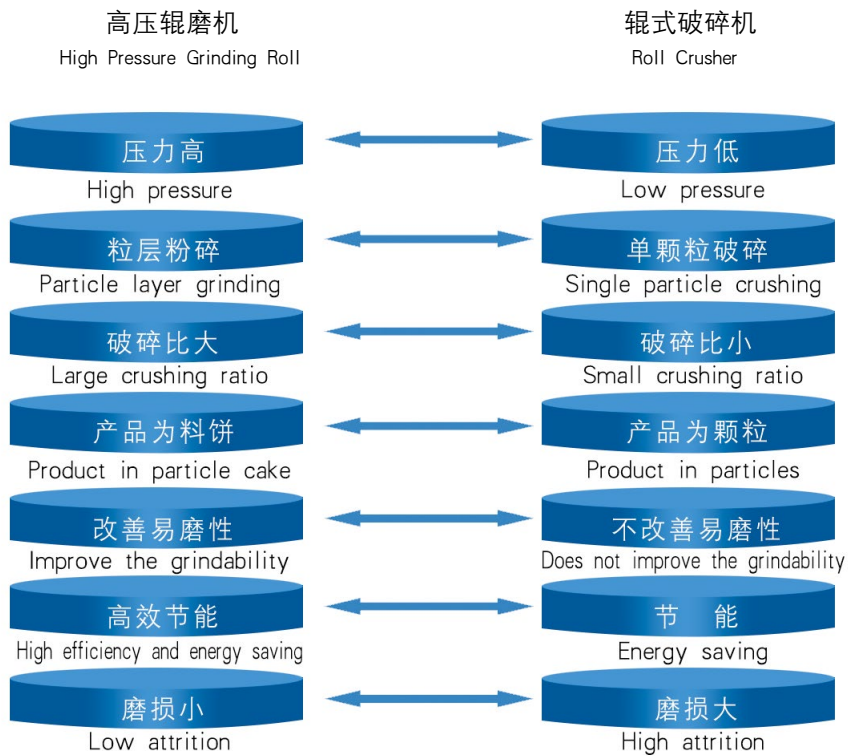 高压辊磨机
High Pressure Grinding Roll
辊式破碎机
Roll Crusher
压力高
High pressure
压力低
Low pressure
粒层粉碎
Particle layer grinding
单颗粒破碎
Single particle crushing
破碎比大
Large crushing ratio
破碎比小
Small crushing ratio
产品为料饼
Product in particle cake
产品为颗粒
Product in particles
改善易磨性
Improve the grindability
不改善易磨性
Does not improve the grindability
高效节能
High efficiency and energy saving
节 能
Energy saving
磨损小
Low attrition
磨损大
High attrition